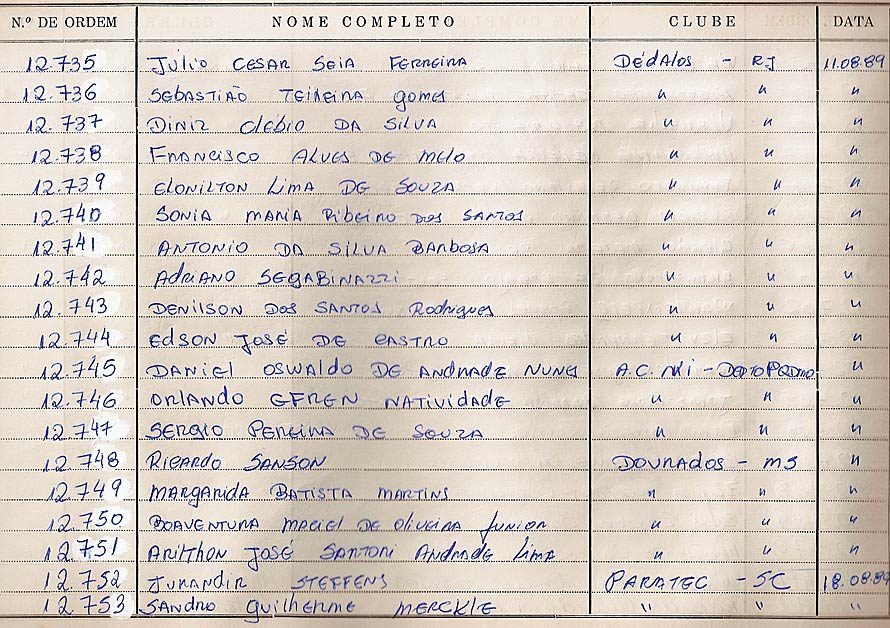 N.º DE ORDEM NOME COMPLETO CLUBE DATA
12.735 Júlio CESAR SEIA FERREIRA DÉDAlos - RJ 11.08.89
12.736 SEBASTIÃO TEIXEIRA gomes " " "
12.737 DINIZ Clébio DA SILVA " " "
12.738 FRANCISCO ALVES DE MELO " " "
12.739 ELONILTON LIMA DE SOUZA " " "
12.740 SONIA MARIA RIBEIRO DOS SANTOS " " "
12.741 ANTONIO DA SILVA BARBOSA " " "
12.742 ADRIANO SEGABINAZZI " " "
12.743 DENILSON DOS SANTOS RODRIGUES " " "
12.744 EDSON JOSÉ DE CASTRO " " "
12.745 DANIEL OSWALDO DE ANDRADE NUNES A.C. - "
12.746 ORLANDO EFREN NATIVIDADE " " "
12.747 SERGIO PEREIRA DE SOUZA " " "
12.748 RICARDO SANSON DOURADOS - MS "
12.749 MARGARIDA BATISTA MARTINS " " "
12.750 BOAVENTURA MACIEL DE OLIVEIRA JUNIOR " " "
12.751 JOSÉ SANTONI ANDRADE LIMA " " "
12.752 JURANDIR STEFFENS PARATEC - SC 18.08.89
12.753 SANDRO GUILHERME MERCKLE " " "